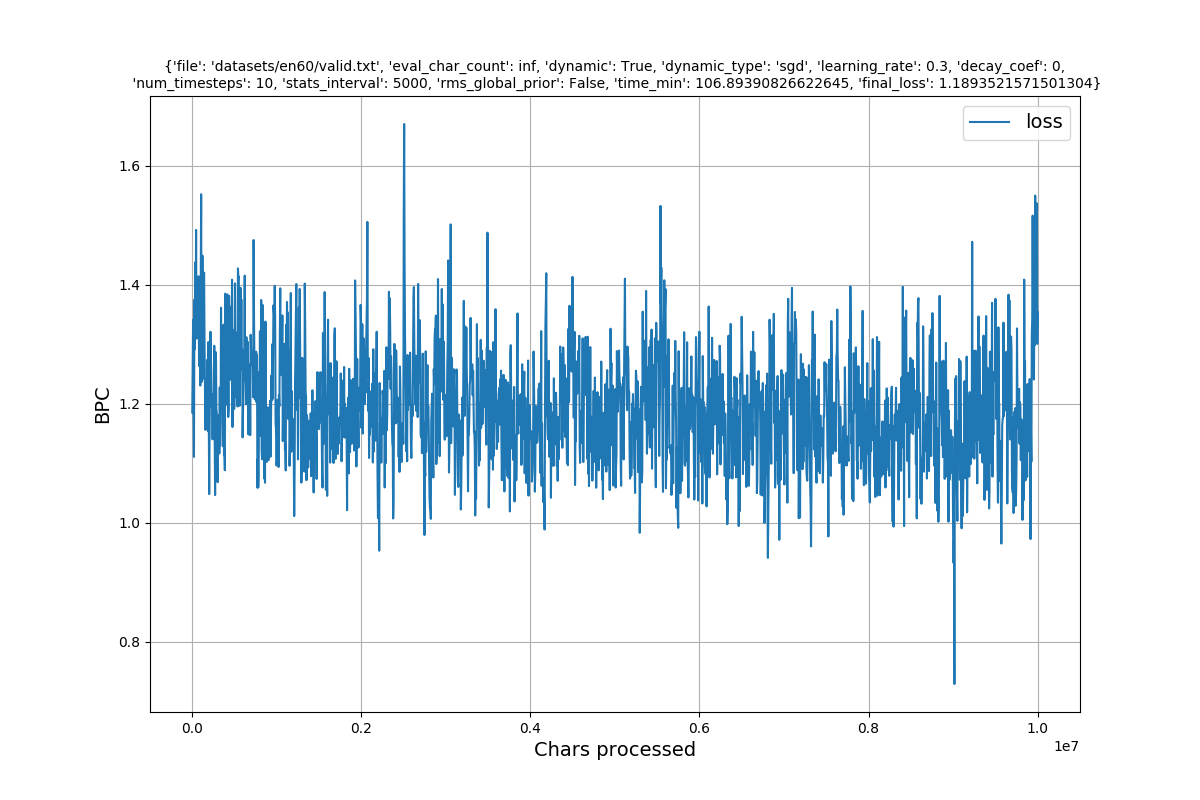 {'file': 'datasets/en60/valid.txt', 'eval_char_count': inf, 'dynamic': True, 'dynamic_type': 'sgd', 'learning_rate': 0.3, 'decay_coef': 0,
'num_timesteps': 10, 'stats_interval': 5000, 'rms_global_prior': False, 'time_min': 106.89390826622645, 'final_loss': 1.1893521571501304}
loss
1.6
1.4
1.2
1.0
0.8
BPC
0.0 0.2 0.4 0.6 0.8 1.0
1e7
Chars processed